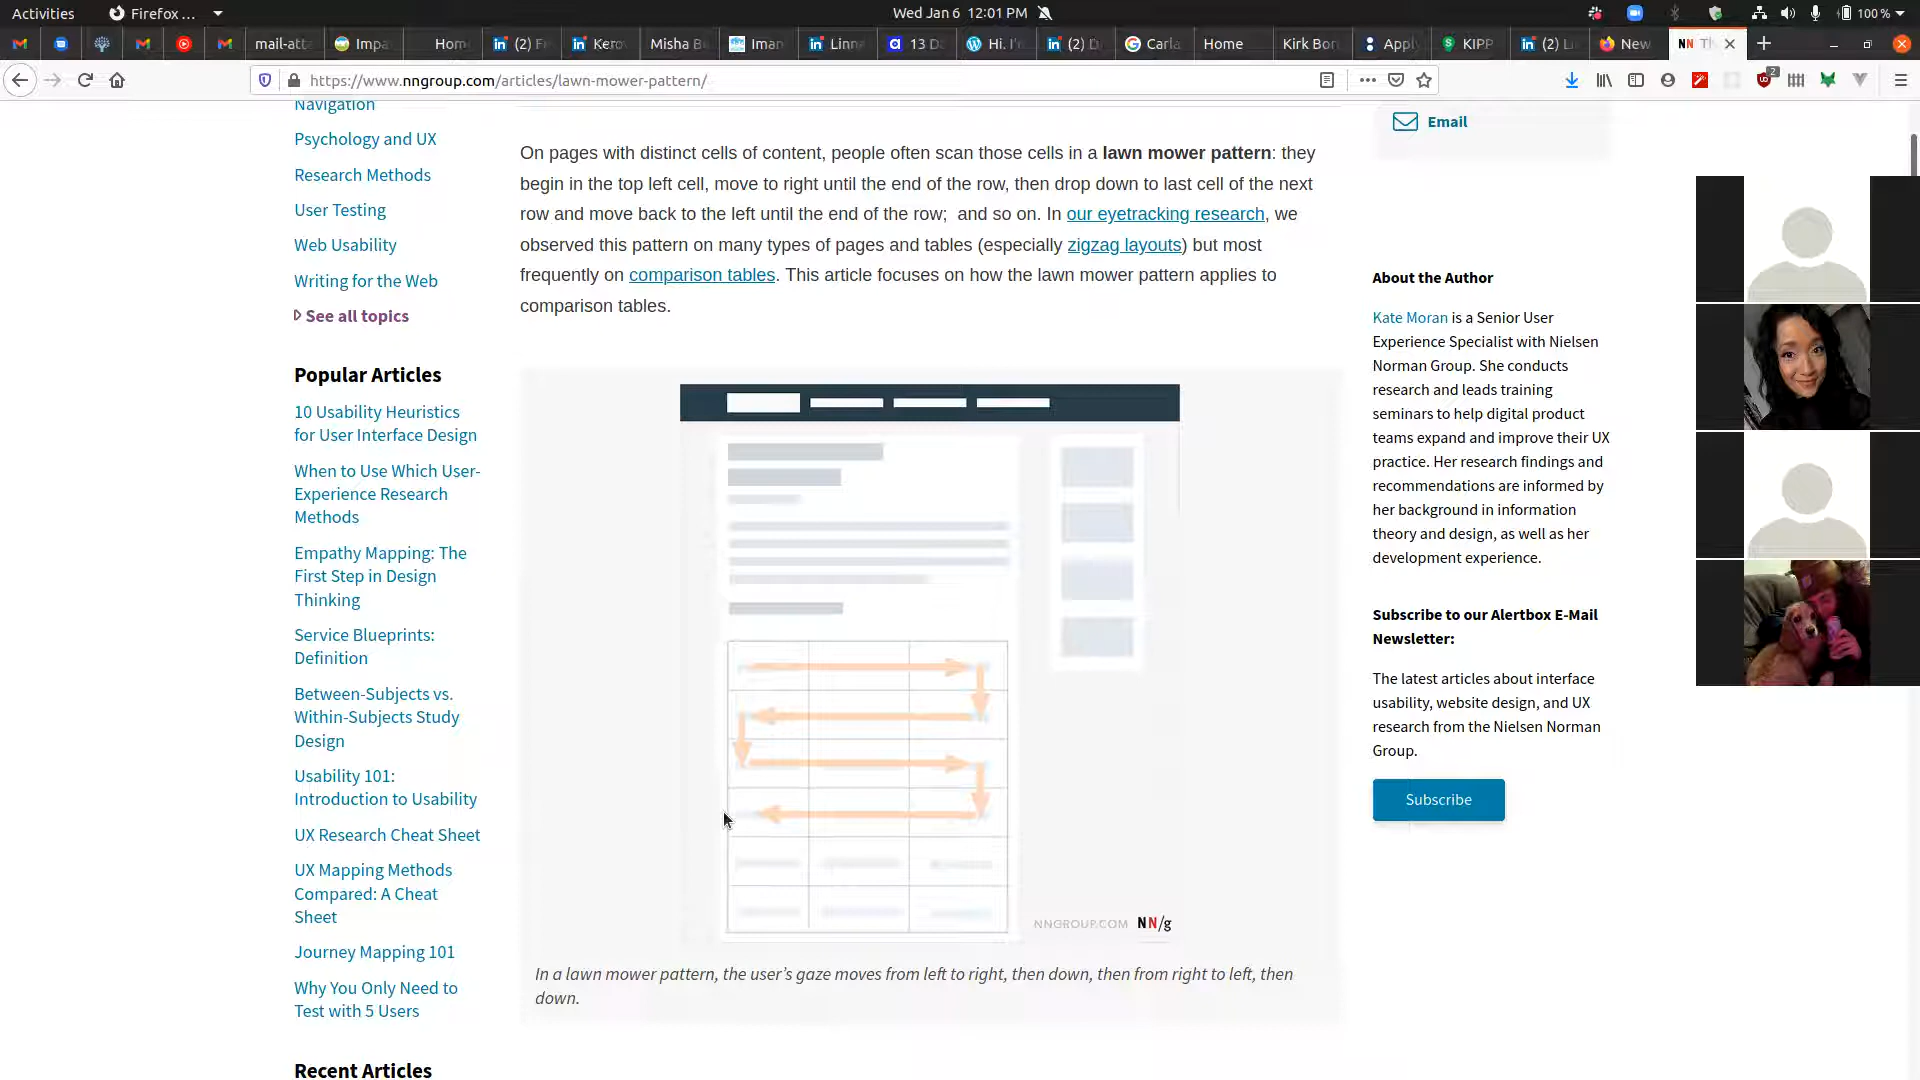 Activities
Firefox ...
Wed Jan 6 12:01 PM
100 %
mail-atta
Impa
Hom
(2) F
Kero
Misha B
Iman
Linn
13 D
Hi. I'
(2) D
Carla
Home
Kirk Bor
Appl
KIPP
(2) Li
New
NN
https://www.nngroup.com/articles/lawn-mower-pattern/
2
Navigation
Psychology and UX
Research Methods
User Testing
Web Usability
Writing for the Web
See all topics
Popular Articles
10 Usability Heuristics
for User Interface Design
When to Use Which User-
Experience Research
Methods
Empathy Mapping: The
First Step in Design
Thinking
Service Blueprints:
Definition
Between-Subjects vs.
Within-Subjects Study
Design
Usability 101:
Introduction to Usability
UX Research Cheat Sheet
UX Mapping Methods
Compared: A Cheat
Sheet
Journey Mapping 101
Why You Only Need to
Test with 5 Users
Recent Articles
On pages with distinct cells of content, people often scan those cells in a lawn mower pattern: they
begin in the top left cell, move to right until the end of the row, then drop down to last cell of the next
row and move back to the left until the end of the row;  and so on. In our eyetracking research, we
observed this pattern on many types of pages and tables (especially zigzag layouts) but most
frequently on comparison tables. This article focuses on how the lawn mower pattern applies to
comparison tables.
NNGROUP.COM NN/g
In a lawn mower pattern, the user's gaze moves from left to right, then down, then from right to left, then
down.
Email
About the Author
Kate Moran is a Senior User
Experience Specialist with Nielsen
Norman Group. She conducts
research and leads training
seminars to help digital product
teams expand and improve their UX
practice. Her research findings and
recommendations are informed by
her background in information
theory and design, as well as her
development experience.
Subscribe to our Alertbox E-Mail
Newsletter:
The latest articles about interface
usability, website design, and UX
research from the Nielsen Norman
Group.
Subscribe